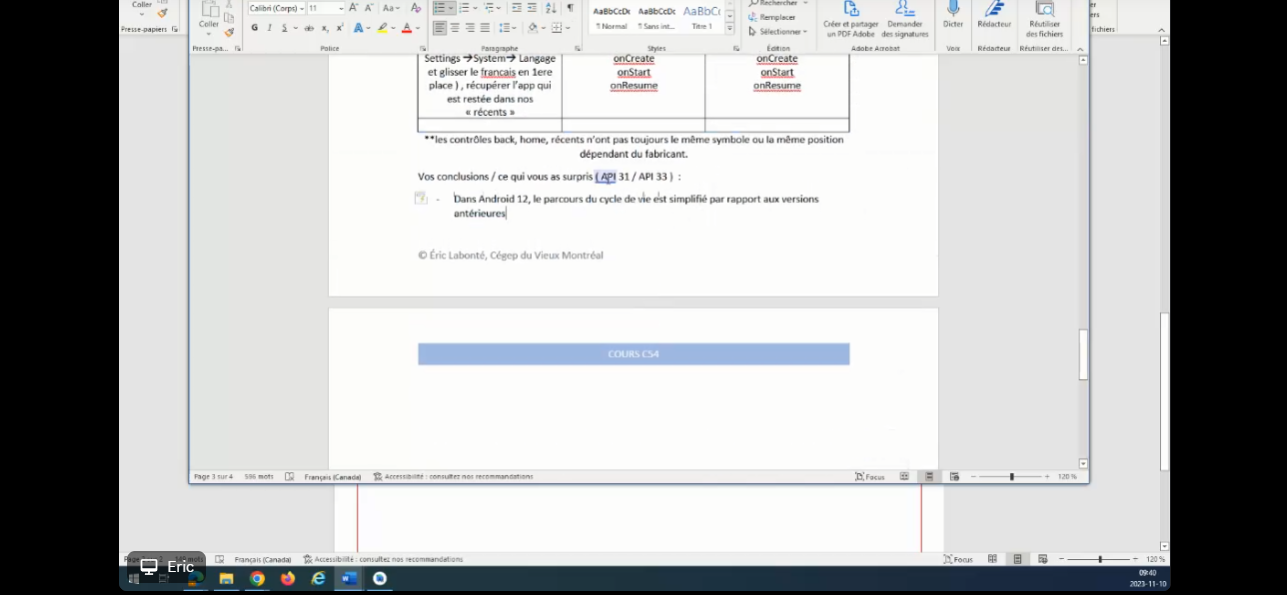 Coller
Calibri (Corps) 11 A A Aa
Rechercher
Remplacer
Sélectionner
AaBbCcDc AaBbCcDc AaBbCc
¶ Normal ¶ Sans int... Titre 1
Coller
G I S ab x x A A
Créer et partager un PDF Adobe
Demander des signatures
Dicter
Rédacteur
Réutiliser des fichiers
fichiers
Presse-papiers
Presse-pa... Police Paragraphe Styles Édition Adobe Acrobat Voix Rédacteur Réutiliser des...
Settings →System→ Langage
et glisser le francais en 1ere
place ) , récupérer l'app qui
est restée dans nos
« récents »
onCreate
onStart
onResume
onCreate
onStart
onResume
**les contrôles back, home, récents n'ont pas toujours le même symbole ou la même position
dépendant du fabricant.
Vos conclusions / ce qui vous as surpris ( API 31 / API 33 ) :
- Dans Android 12, le parcours du cycle de vie est simplifié par rapport aux versions
antérieures
© Éric Labonté, Cégep du Vieux Montréal
COURS C54
Page 3 sur 4 596 mots Français (Canada) Accessibilité : consultez nos recommandations Focus 120 %
Français (Canada) Accessibilité : consultez nos recommandations Focus 120 %
Eric
09:40
2023-11-10